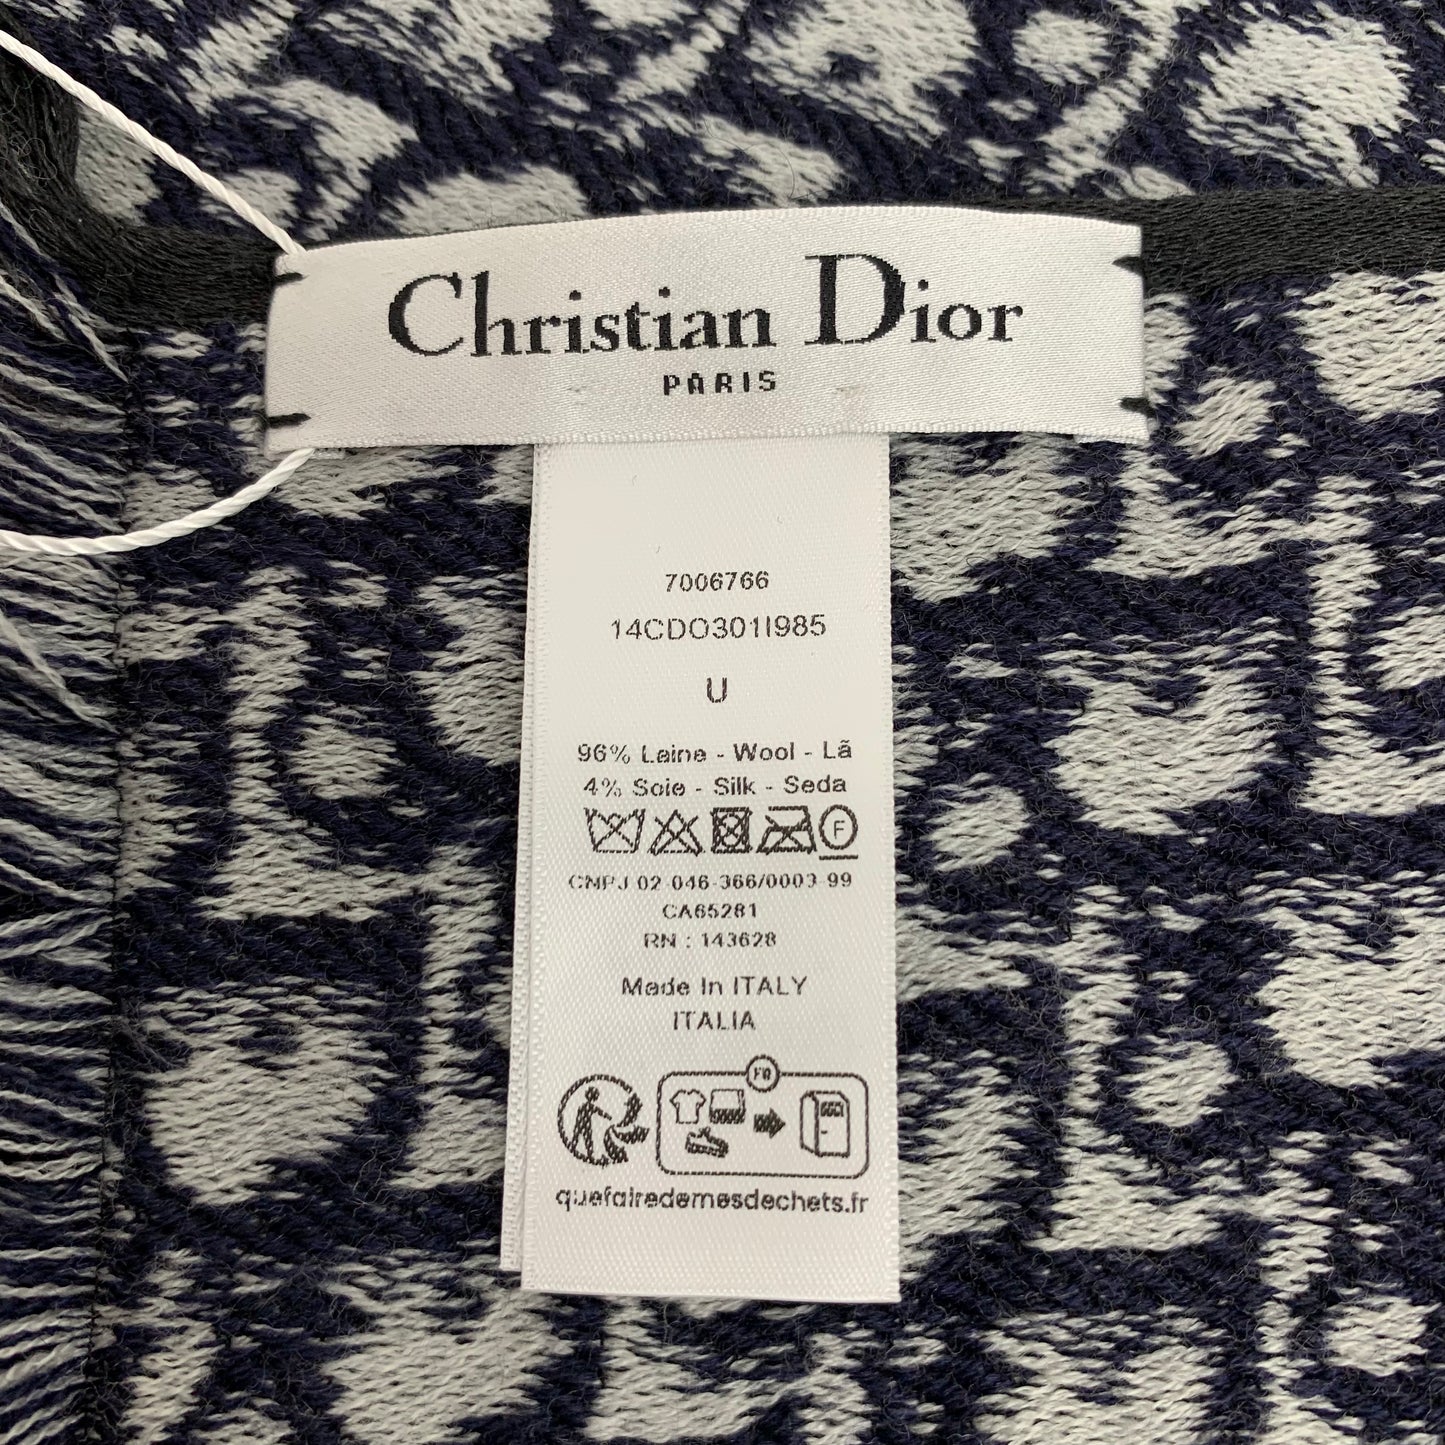 Christian Dior
PARIS
7006766
14CDO301I985
U
96% Laine - Wool - Lã
4% Soie - Silk - Seda
F
CNPJ 02-046-366/0003-99
CA65281
RN : 143628
Made In ITALY
ITALIA
FR
quefairedemesdechets.fr